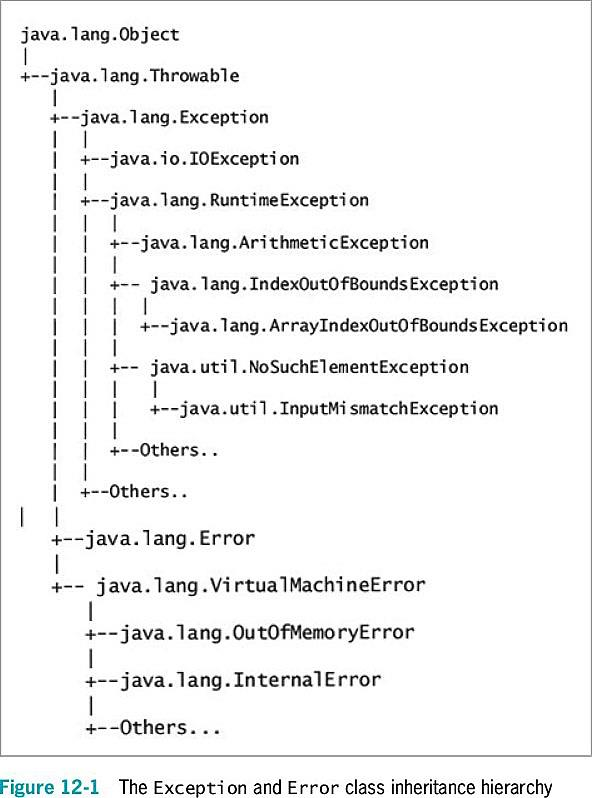 java.lang.Object
|
+--java.lang.Throwable
   |
   +--java.lang.Exception
   |  |
   |  +--java.io.IOException
   |  |
   |  +--java.lang.RuntimeException
   |  |  |
   |  |  +--java.lang.ArithmeticException
   |  |  |
   |  |  +-- java.lang.IndexOutOfBoundsException
   |  |  |  |
   |  |  |  +--java.lang.ArrayIndexOutOfBoundsException
   |  |  |
   |  |  +-- java.util.NoSuchElementException
   |  |  |   |
   |  |  |   +--java.util.InputMismatchException
   |  |  |
   |  |  +--Others..
   |  |
   |  +--Others..
|  |
   +--java.lang.Error
   |
   +-- java.lang.VirtualMachineError
      |
      +--java.lang.OutOfMemoryError
      |
      +--java.lang.InternalError
      |
      +--Others...
Figure 12-1 The Exception and Error class inheritance hierarchy